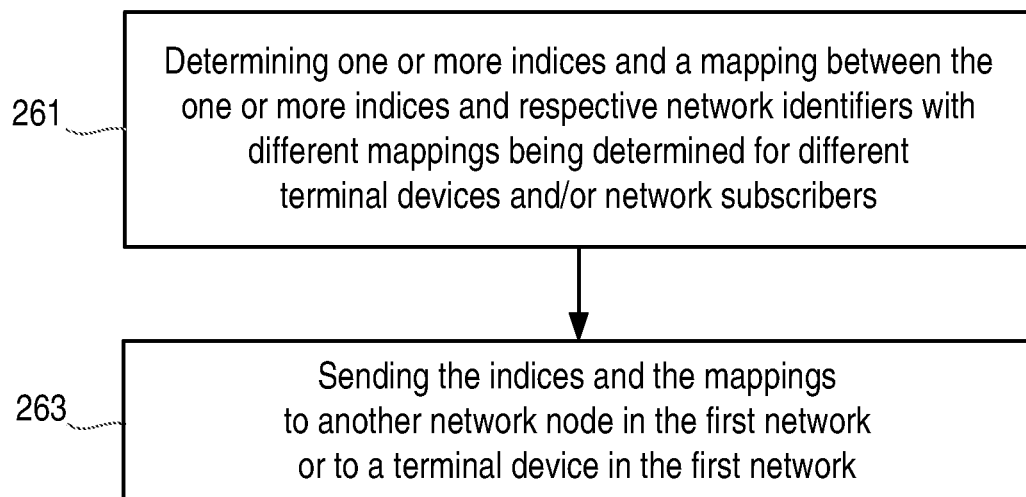 261
Determining one or more indices and a mapping between the
one or more indices and respective network identifiers with
different mappings being determined for different
terminal devices and/or network subscribers
263
Sending the indices and the mappings
to another network node in the first network
or to a terminal device in the first network